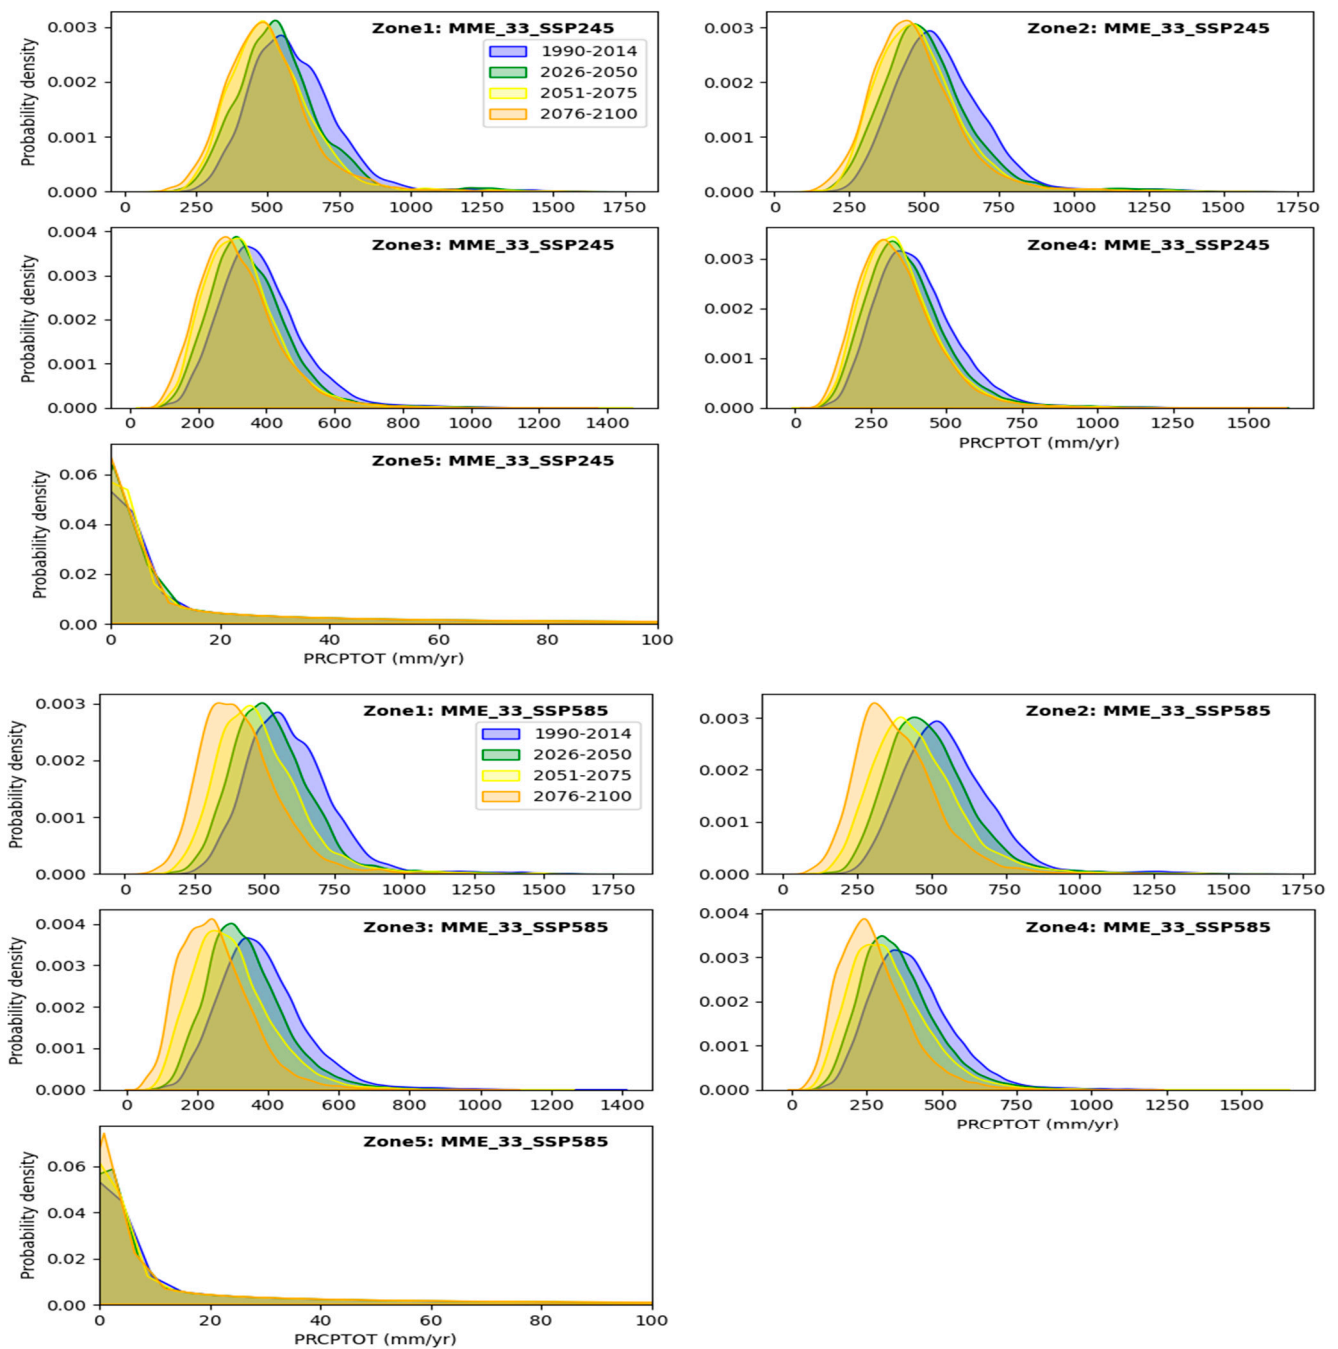 Zone1: MME_33_SSP245
1990-2014
2026-2050
2051-2075
2076-2100
Probability density
0.003
0.002
0.001
0.000
0 250 500 750 1000 1250 1500 1750
Zone2: MME_33_SSP245
0.003
0.002
0.001
0.000
0 250 500 750 1000 1250 1500 1750
Zone3: MME_33_SSP245
Probability density
0.004
0.003
0.002
0.001
0.000
0 200 400 600 800 1000 1200 1400
Zone4: MME_33_SSP245
0.003
0.002
0.001
0.000
0 250 500 750 1000 1250 1500
PRCPTOT (mm/yr)
Zone5: MME_33_SSP245
Probability density
0.06
0.04
0.02
0.00
0 20 40 60 80 100
PRCPTOT (mm/yr)
Zone1: MME_33_SSP585
1990-2014
2026-2050
2051-2075
2076-2100
Probability density
0.003
0.002
0.001
0.000
0 250 500 750 1000 1250 1500 1750
Zone2: MME_33_SSP585
0.003
0.002
0.001
0.000
0 250 500 750 1000 1250 1500 1750
Zone3: MME_33_SSP585
Probability density
0.004
0.003
0.002
0.001
0.000
0 200 400 600 800 1000 1200 1400
Zone4: MME_33_SSP585
0.004
0.003
0.002
0.001
0.000
0 250 500 750 1000 1250 1500
PRCPTOT (mm/yr)
Zone5: MME_33_SSP585
Probability density
0.06
0.04
0.02
0.00
0 20 40 60 80 100
PRCPTOT (mm/yr)